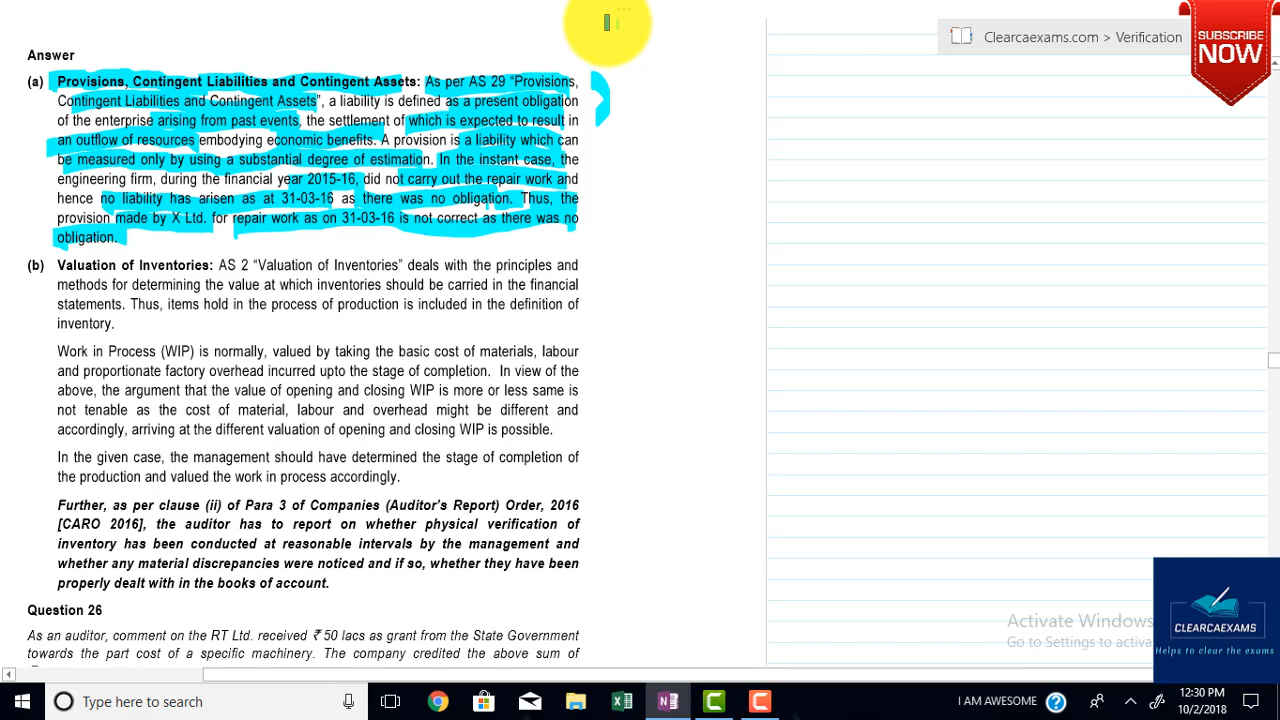 Clearcaexams.com > Verification
SUBSCRIBE
NOW
Answer
(a) Provisions, Contingent Liabilities and Contingent Assets: As per AS 29 “Provisions,
Contingent Liabilities and Contingent Assets”, a liability is defined as a present obligation
of the enterprise arising from past events, the settlement of which is expected to result in
an outflow of resources embodying economic benefits. A provision is a liability which can
be measured only by using a substantial degree of estimation. In the instant case, the
engineering firm, during the financial year 2015-16, did not carry out the repair work and
hence no liability has arisen as at 31-03-16 as there was no obligation. Thus, the
provision made by X Ltd. for repair work as on 31-03-16 is not correct as there was no
obligation.
(b) Valuation of Inventories: AS 2 “Valuation of Inventories” deals with the principles and
methods for determining the value at which inventories should be carried in the financial
statements. Thus, items hold in the process of production is included in the definition of
inventory.
Work in Process (WIP) is normally, valued by taking the basic cost of materials, labour
and proportionate factory overhead incurred upto the stage of completion. In view of the
above, the argument that the value of opening and closing WIP is more or less same is
not tenable as the cost of material, labour and overhead might be different and
accordingly, arriving at the different valuation of opening and closing WIP is possible.
In the given case, the management should have determined the stage of completion of
the production and valued the work in process accordingly.
Further, as per clause (ii) of Para 3 of Companies (Auditor’s Report) Order, 2016
[CARO 2016], the auditor has to report on whether physical verification of
inventory has been conducted at reasonable intervals by the management and
whether any material discrepancies were noticed and if so, whether they have been
properly dealt with in the books of account.
Question 26
As an auditor, comment on the RT Ltd. received ₹ 50 lacs as grant from the State Government
towards the part cost of a specific machinery. The company credited the above sum of
Activate Windows
Go to Settings to activa
CLEARCAEXAMS
Helps to clear the exams
Type here to search
I AM AWESOME
12:30 PM
10/2/2018